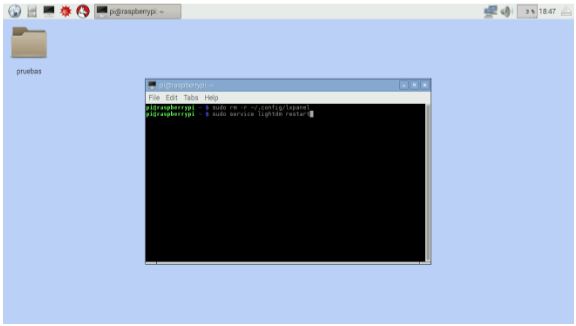 pi@raspberrypi: ~
3 %
18:47
pruebas
pi@raspberrypi: ~
File Edit Tabs Help
pi@raspberrypi ~ $ sudo rm -r ~/.config/lxpanel
pi@raspberrypi ~ $ sudo service lightdm restart